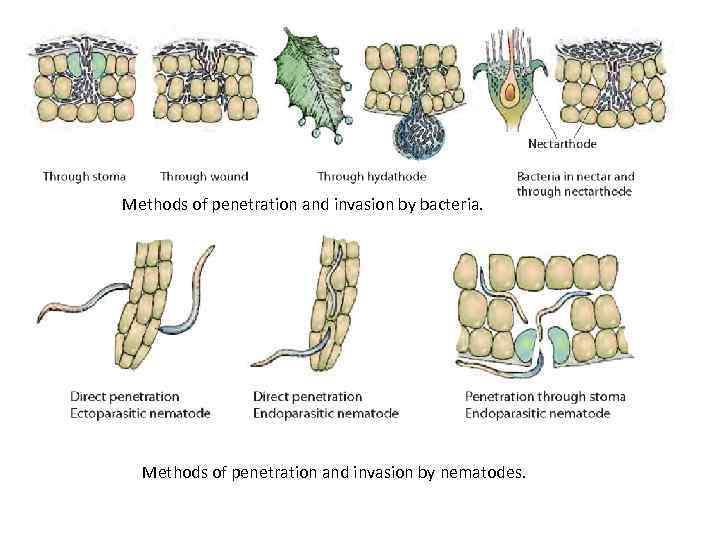 Nectarthode
Through stoma
Through wound
Through hydathode
Bacteria in nectar and
through nectarthode
Methods of penetration and invasion by bacteria.
Direct penetration
Ectoparasitic nematode
Direct penetration
Endoparasitic nematode
Penetration through stoma
Endoparasitic nematode
Methods of penetration and invasion by nematodes.